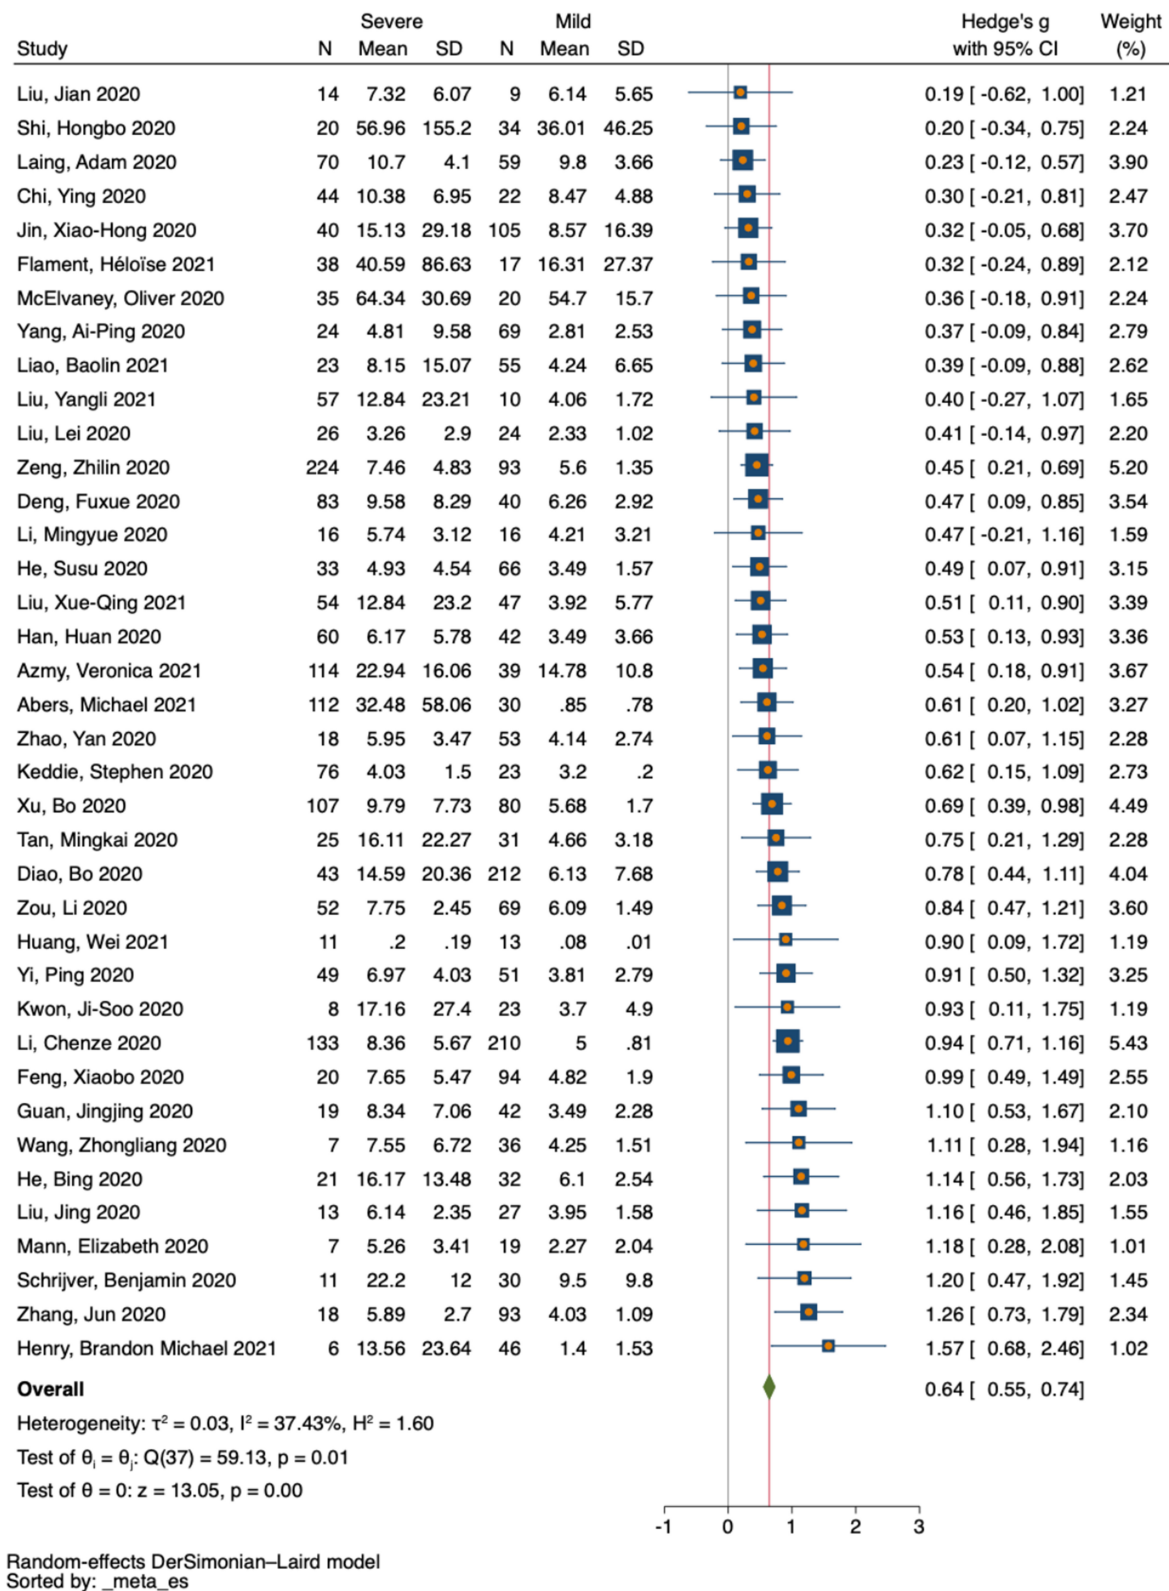 Severe Mild Hedge's g Weight
Study N Mean SD N Mean SD with 95% CI (%)
Liu, Jian 2020 14 7.32 6.07 9 6.14 5.65 0.19 [ -0.62, 1.00] 1.21
Shi, Hongbo 2020 20 56.96 155.2 34 36.01 46.25 0.20 [ -0.34, 0.75] 2.24
Laing, Adam 2020 70 10.7 4.1 59 9.8 3.66 0.23 [ -0.12, 0.57] 3.90
Chi, Ying 2020 44 10.38 6.95 22 8.47 4.88 0.30 [ -0.21, 0.81] 2.47
Jin, Xiao-Hong 2020 40 15.13 29.18 105 8.57 16.39 0.32 [ -0.05, 0.68] 3.70
Flament, Héloïse 2021 38 40.59 86.63 17 16.31 27.37 0.32 [ -0.24, 0.89] 2.12
McElvaney, Oliver 2020 35 64.34 30.69 20 54.7 15.7 0.36 [ -0.18, 0.91] 2.24
Yang, Ai-Ping 2020 24 4.81 9.58 69 2.81 2.53 0.37 [ -0.09, 0.84] 2.79
Liao, Baolin 2021 23 8.15 15.07 55 4.24 6.65 0.39 [ -0.09, 0.88] 2.62
Liu, Yangli 2021 57 12.84 23.21 10 4.06 1.72 0.40 [ -0.27, 1.07] 1.65
Liu, Lei 2020 26 3.26 2.9 24 2.33 1.02 0.41 [ -0.14, 0.97] 2.20
Zeng, Zhilin 2020 224 7.46 4.83 93 5.6 1.35 0.45 [ 0.21, 0.69] 5.20
Deng, Fuxue 2020 83 9.58 8.29 40 6.26 2.92 0.47 [ 0.09, 0.85] 3.54
Li, Mingyue 2020 16 5.74 3.12 16 4.21 3.21 0.47 [ -0.21, 1.16] 1.59
He, Susu 2020 33 4.93 4.54 66 3.49 1.57 0.49 [ 0.07, 0.91] 3.15
Liu, Xue-Qing 2021 54 12.84 23.2 47 3.92 5.77 0.51 [ 0.11, 0.90] 3.39
Han, Huan 2020 60 6.17 5.78 42 3.49 3.66 0.53 [ 0.13, 0.93] 3.36
Azmy, Veronica 2021 114 22.94 16.06 39 14.78 10.8 0.54 [ 0.18, 0.91] 3.67
Abers, Michael 2021 112 32.48 58.06 30 .85 .78 0.61 [ 0.20, 1.02] 3.27
Zhao, Yan 2020 18 5.95 3.47 53 4.14 2.74 0.61 [ 0.07, 1.15] 2.28
Keddie, Stephen 2020 76 4.03 1.5 23 3.2 .2 0.62 [ 0.15, 1.09] 2.73
Xu, Bo 2020 107 9.79 7.73 80 5.68 1.7 0.69 [ 0.39, 0.98] 4.49
Tan, Mingkai 2020 25 16.11 22.27 31 4.66 3.18 0.75 [ 0.21, 1.29] 2.28
Diao, Bo 2020 43 14.59 20.36 212 6.13 7.68 0.78 [ 0.44, 1.11] 4.04
Zou, Li 2020 52 7.75 2.45 69 6.09 1.49 0.84 [ 0.47, 1.21] 3.60
Huang, Wei 2021 11 .2 .19 13 .08 .01 0.90 [ 0.09, 1.72] 1.19
Yi, Ping 2020 49 6.97 4.03 51 3.81 2.79 0.91 [ 0.50, 1.32] 3.25
Kwon, Ji-Soo 2020 8 17.16 27.4 23 3.7 4.9 0.93 [ 0.11, 1.75] 1.19
Li, Chenze 2020 133 8.36 5.67 210 5 .81 0.94 [ 0.71, 1.16] 5.43
Feng, Xiaobo 2020 20 7.65 5.47 94 4.82 1.9 0.99 [ 0.49, 1.49] 2.55
Guan, Jingjing 2020 19 8.34 7.06 42 3.49 2.28 1.10 [ 0.53, 1.67] 2.10
Wang, Zhongliang 2020 7 7.55 6.72 36 4.25 1.51 1.11 [ 0.28, 1.94] 1.16
He, Bing 2020 21 16.17 13.48 32 6.1 2.54 1.14 [ 0.56, 1.73] 2.03
Liu, Jing 2020 13 6.14 2.35 27 3.95 1.58 1.16 [ 0.46, 1.85] 1.55
Mann, Elizabeth 2020 7 5.26 3.41 19 2.27 2.04 1.18 [ 0.28, 2.08] 1.01
Schrijver, Benjamin 2020 11 22.2 12 30 9.5 9.8 1.20 [ 0.47, 1.92] 1.45
Zhang, Jun 2020 18 5.89 2.7 93 4.03 1.09 1.26 [ 0.73, 1.79] 2.34
Henry, Brandon Michael 2021 6 13.56 23.64 46 1.4 1.53 1.57 [ 0.68, 2.46] 1.02
Overall 0.64 [ 0.55, 0.74]
Heterogeneity: τ² = 0.03, I² = 37.43%, H² = 1.60
Test of θᵢ = θⱼ: Q(37) = 59.13, p = 0.01
Test of θ = 0: z = 13.05, p = 0.00
-1 0 1 2 3
Random-effects DerSimonian–Laird model
Sorted by: _meta_es